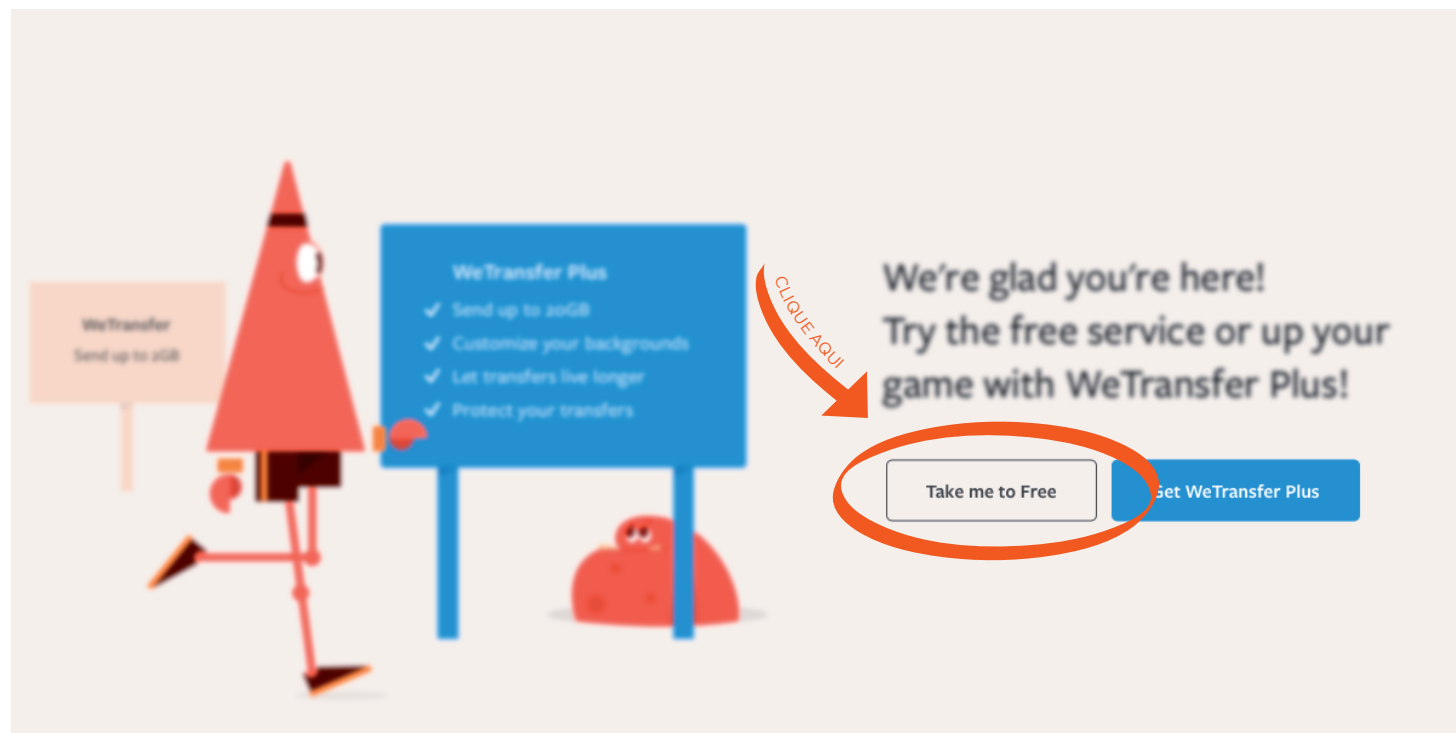 WeTransfer
Send up to 2GB
WeTransfer Plus
Send up to 20GB
Customize your backgrounds
Let transfers live longer
Protect your transfers
CLIQUE AQUI
We're glad you're here!
Try the free service or up your
game with WeTransfer Plus!
Take me to Free
Get WeTransfer Plus